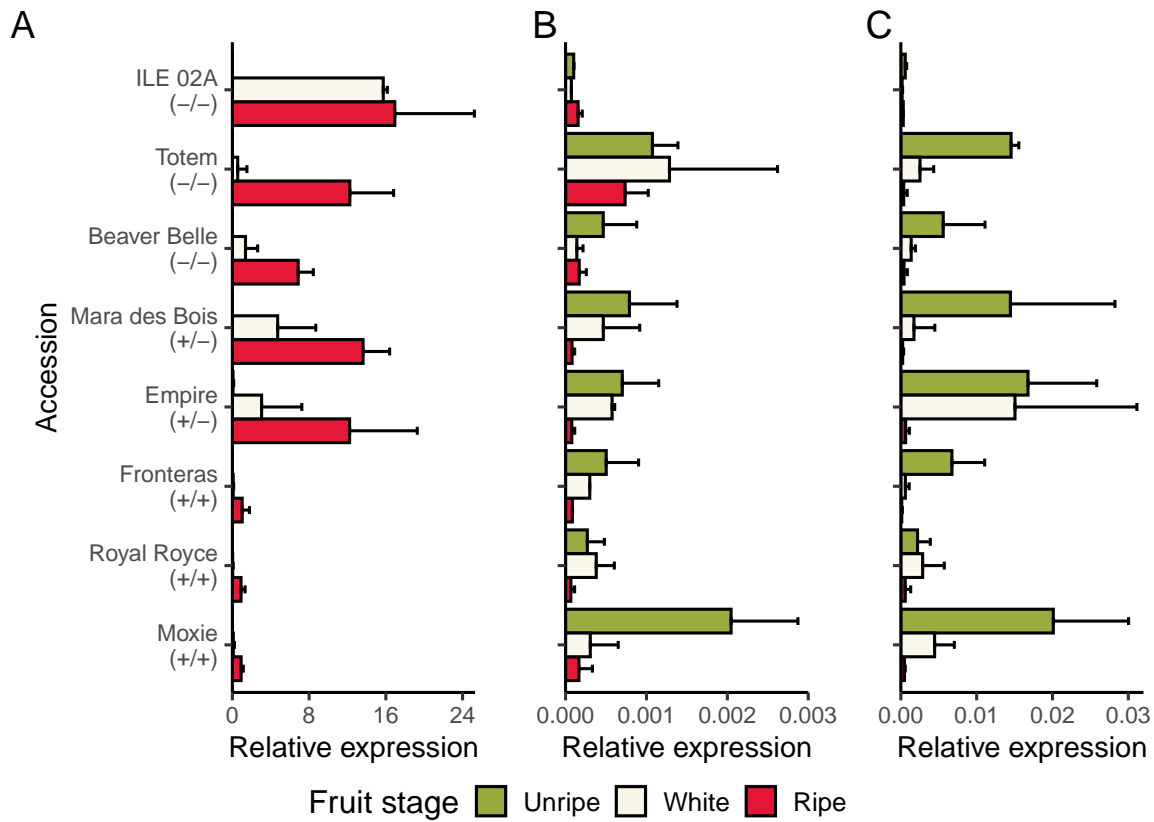 A
B
C
Accession
ILE 02A
(−/−)
Totem
(−/−)
Beaver Belle
(−/−)
Mara des Bois
(+/−)
Empire
(+/−)
Fronteras
(+/+)
Royal Royce
(+/+)
Moxie
(+/+)
0 8 16 24
0.000 0.001 0.002 0.003
0.00 0.01 0.02 0.03
Relative expression
Relative expression
Relative expression
Fruit stage Unripe White Ripe